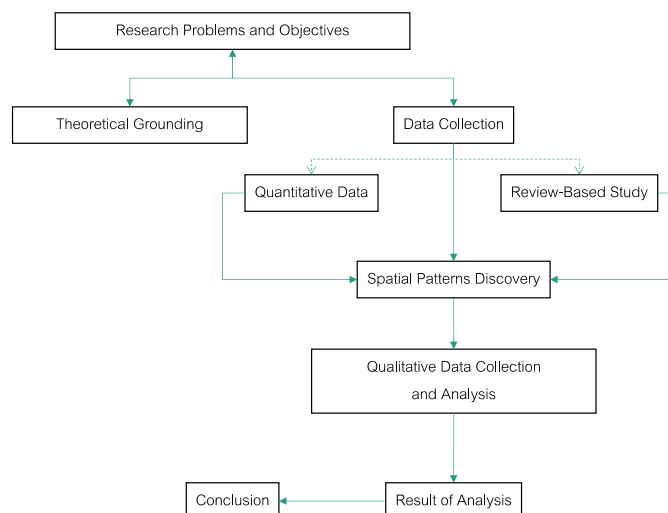 Research Problems and Objectives
Theoretical Grounding
Data Collection
Quantitative Data
Review-Based Study
Spatial Patterns Discovery
Qualitative Data Collection
and Analysis
Conclusion
Result of Analysis